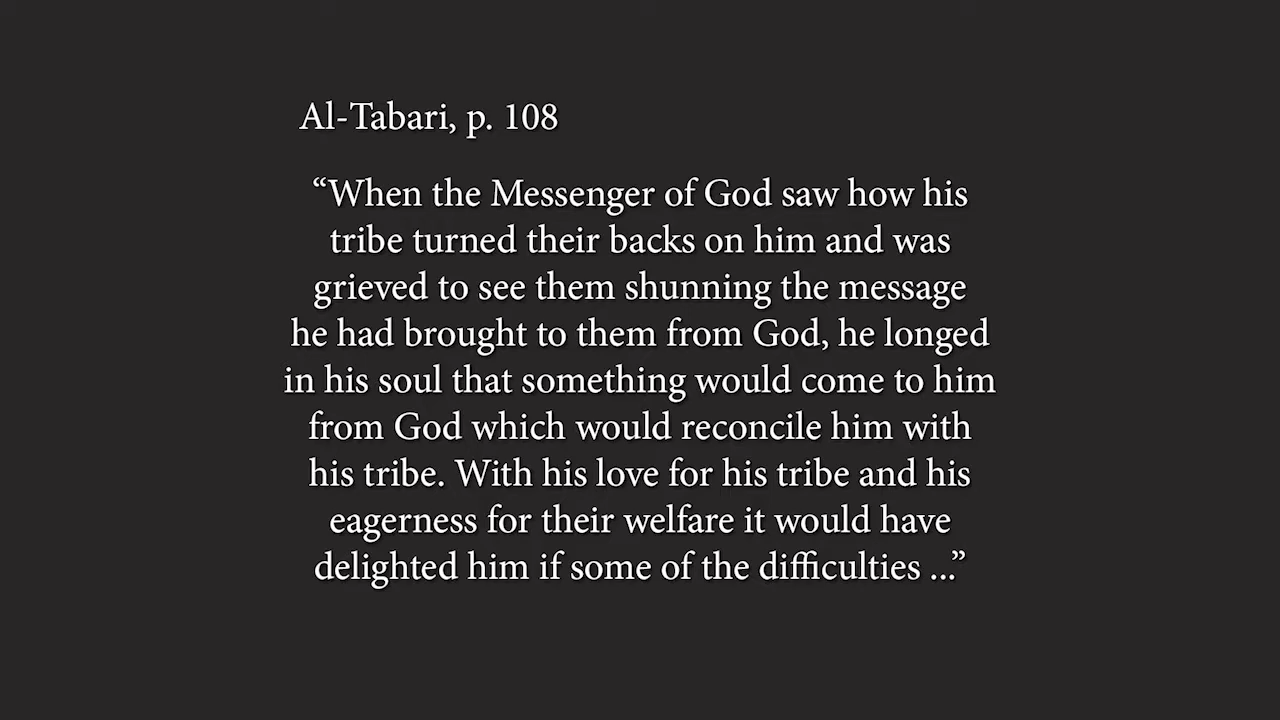 Al-Tabari, p. 108
“When the Messenger of God saw how his
tribe turned their backs on him and was
grieved to see them shunning the message
he had brought to them from God, he longed
in his soul that something would come to him
from God which would reconcile him with
his tribe. With his love for his tribe and his
eagerness for their welfare it would have
delighted him if some of the difficulties ...”